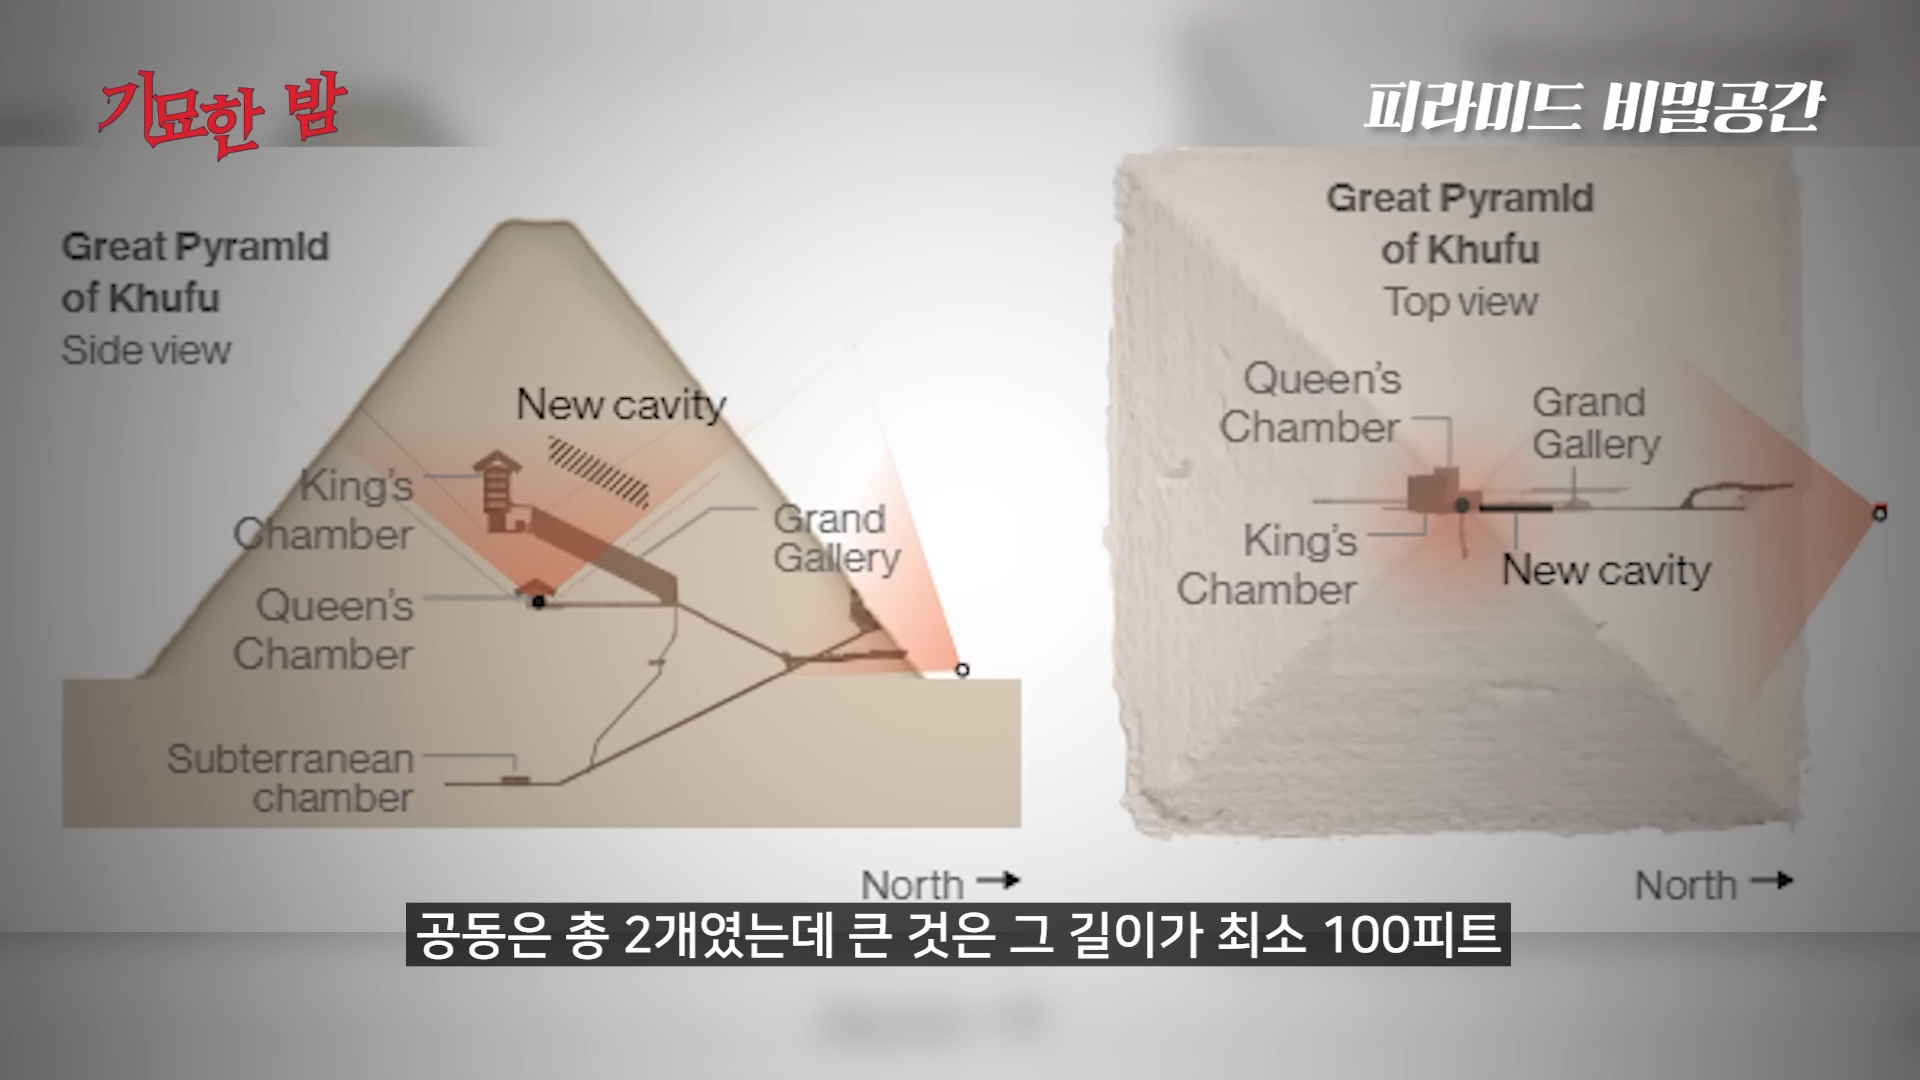 기묘한 밤
피라미드 비밀공간
Great Pyramid
of Khufu
Side view
New cavity
King's
Chamber
Grand
Gallery
Queen's
Chamber
Subterranean
chamber
North
Great Pyramid
of Khufu
Top view
Queen's
Chamber
Grand
Gallery
King's
Chamber
New cavity
North
공동은 총 2개였는데 큰 것은 그 길이가 최소 100피트